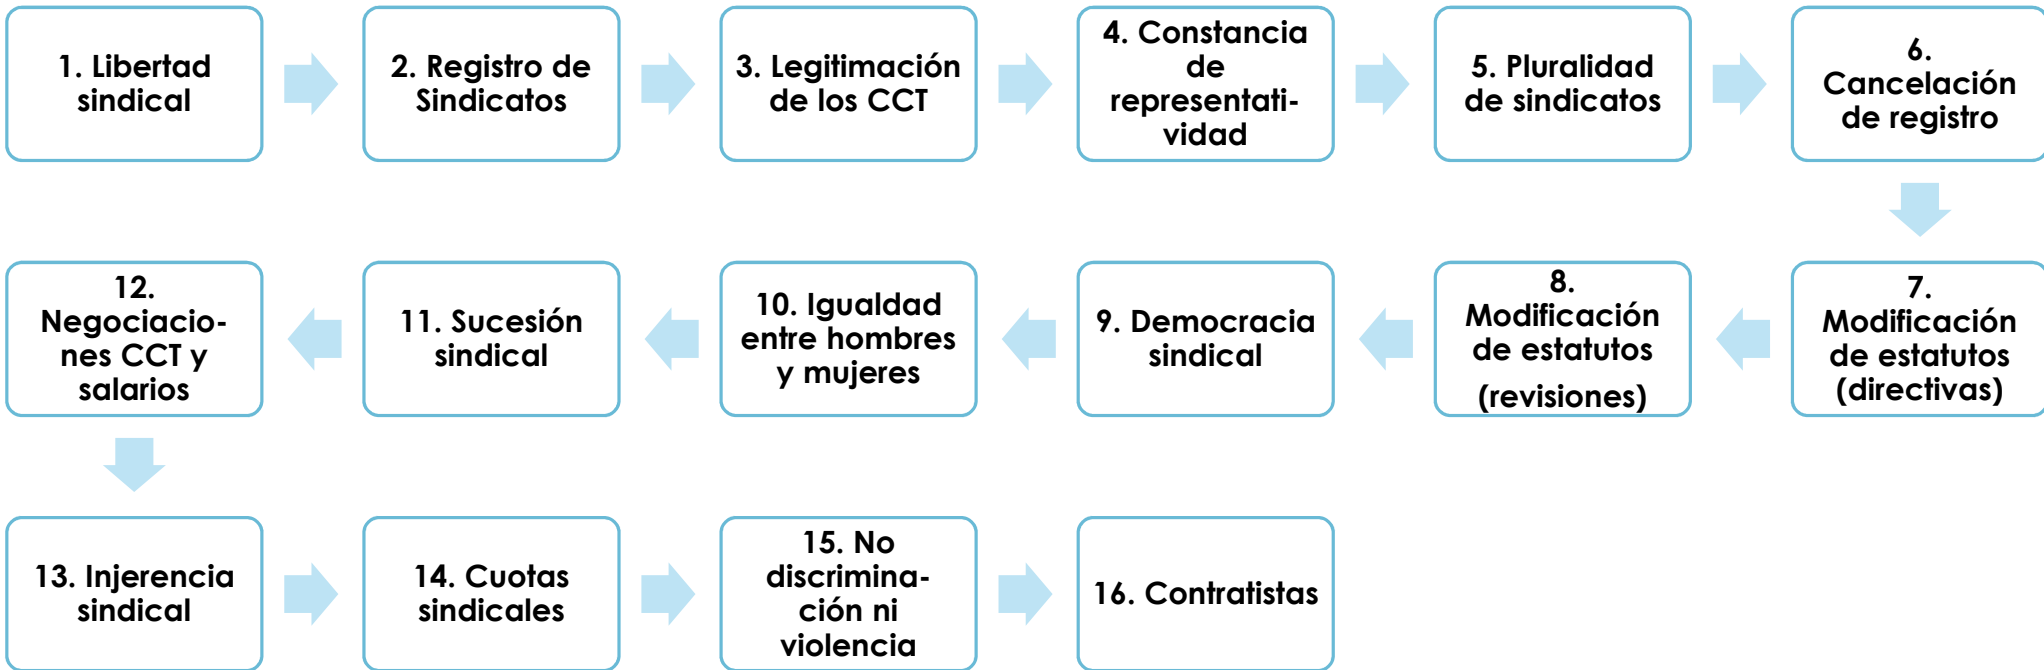 1. Libertad
sindical
2. Registro de
Sindicatos
3. Legitimación
de los CCT
4. Constancia
de
representati-
vidad
5. Pluralidad
de sindicatos
6.
Cancelación
de registro
7.
Modificación
de estatutos
(directivas)
8.
Modificación
de estatutos
(revisiones)
9. Democracia
sindical
10. Igualdad
entre hombres
y mujeres
11. Sucesión
sindical
12.
Negociacio-
nes CCT y
salarios
13. Injerencia
sindical
14. Cuotas
sindicales
15. No
discrimina-
ción ni
violencia
16. Contratistas